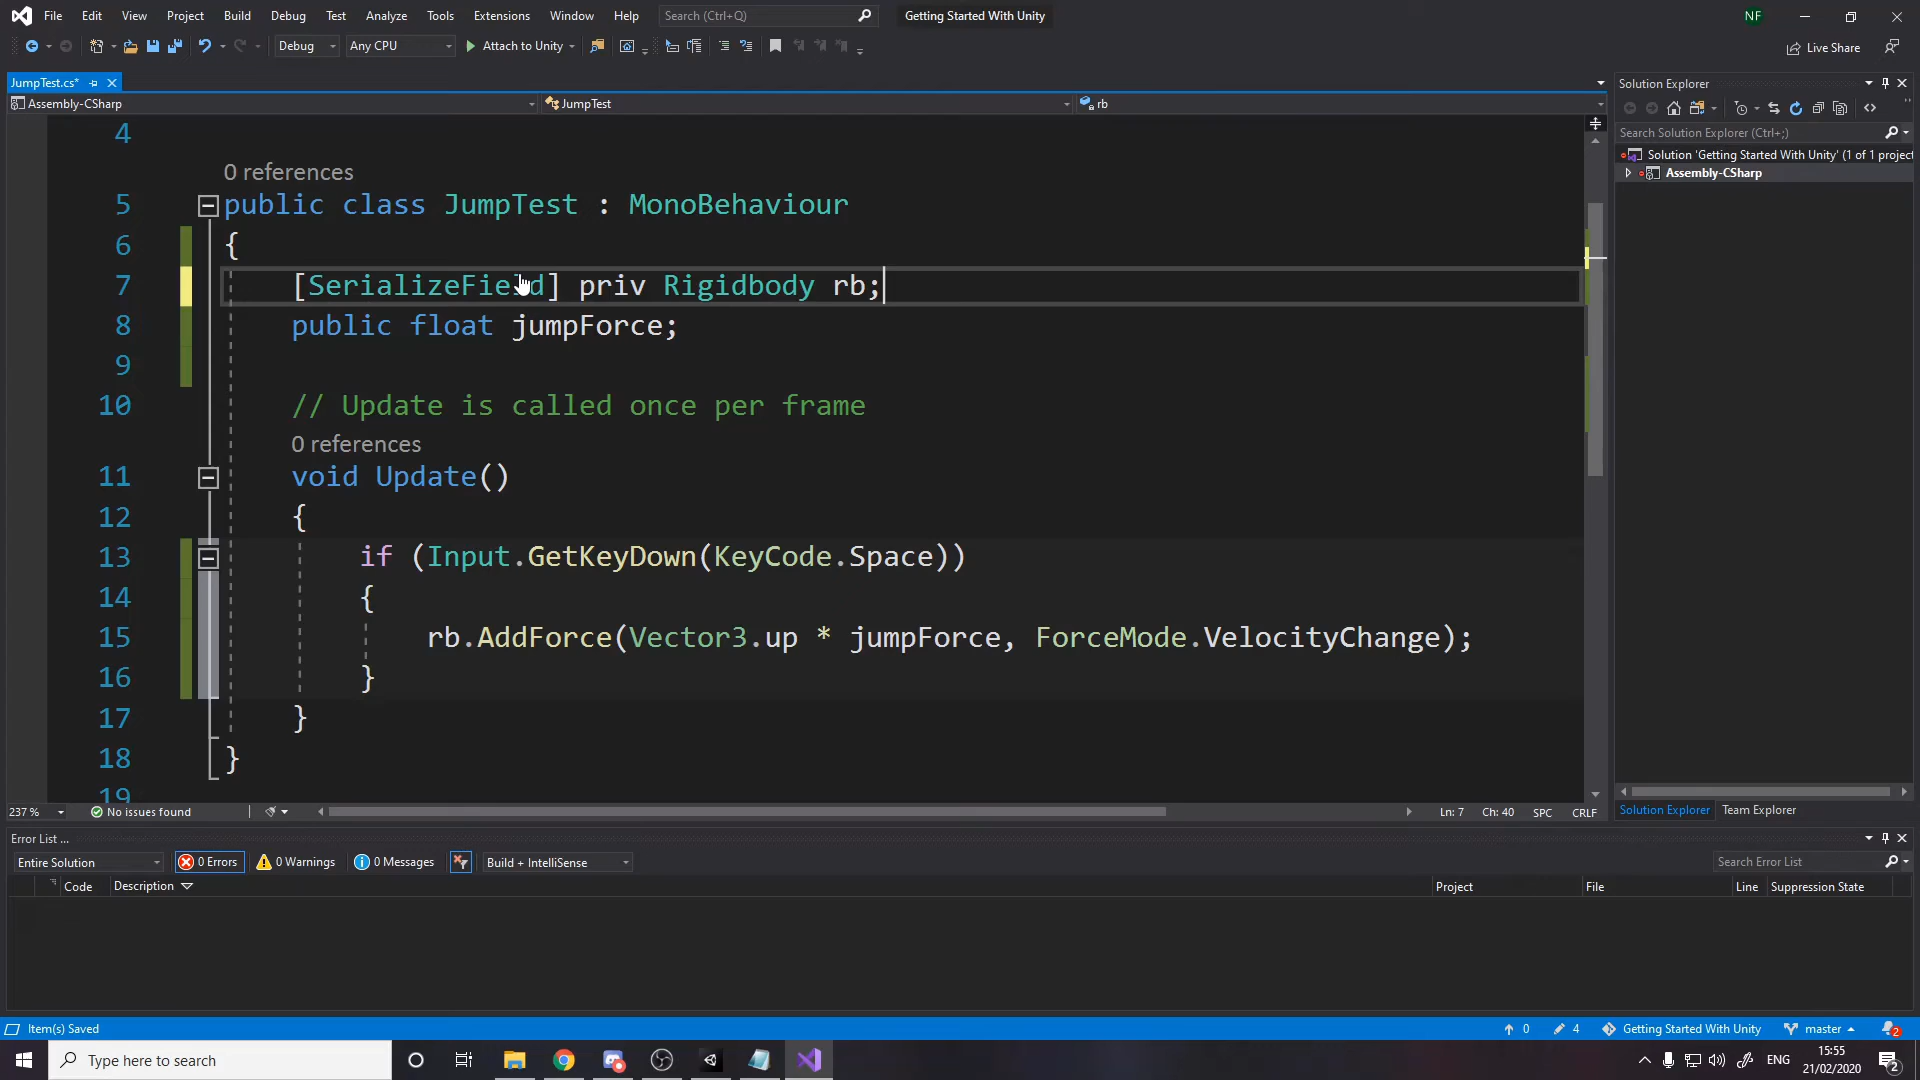 File Edit View Project Build Debug Test Analyze Tools Extensions Window Help Search (Ctrl+Q) Getting Started With Unity NF
Debug Any CPU Attach to Unity Live Share
JumpTest.cs*
Assembly-CSharp JumpTest rb
4
0 references
5 public class JumpTest : MonoBehaviour
6 {
7 [SerializeField] priv Rigidbody rb;
8 public float jumpForce;
9
10 // Update is called once per frame
0 references
11 void Update()
12 {
13 if (Input.GetKeyDown(KeyCode.Space))
14 {
15 rb.AddForce(Vector3.up * jumpForce, ForceMode.VelocityChange);
16 }
17 }
18 }
19
237 % No issues found Ln: 7 Ch: 40 SPC CRLF
Solution Explorer
Search Solution Explorer (Ctrl+;)
Solution 'Getting Started With Unity' (1 of 1 project
Assembly-CSharp
Solution Explorer Team Explorer
Error List ...
Entire Solution 0 Errors 0 Warnings 0 Messages Build + IntelliSense Search Error List
Code Description Project File Line Suppression State
Item(s) Saved 0 4 Getting Started With Unity master 2
Type here to search ENG 15:55
21/02/2020 2